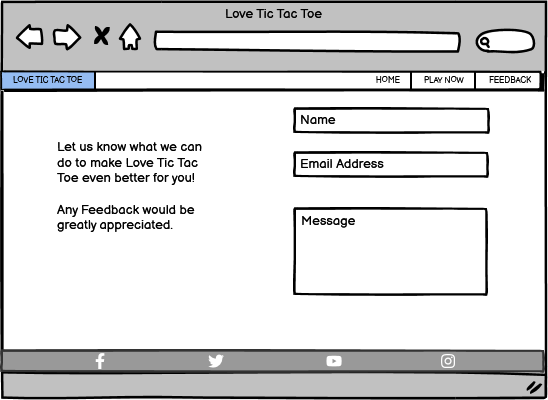 Love Tic Tac Toe
LOVE TIC TAC TOE
HOME
PLAY NOW
FEEDBACK
Let us know what we can
do to make Love Tic Tac
Toe even better for you!
Any Feedback would be
greatly appreciated.
Name
Email Address
Message